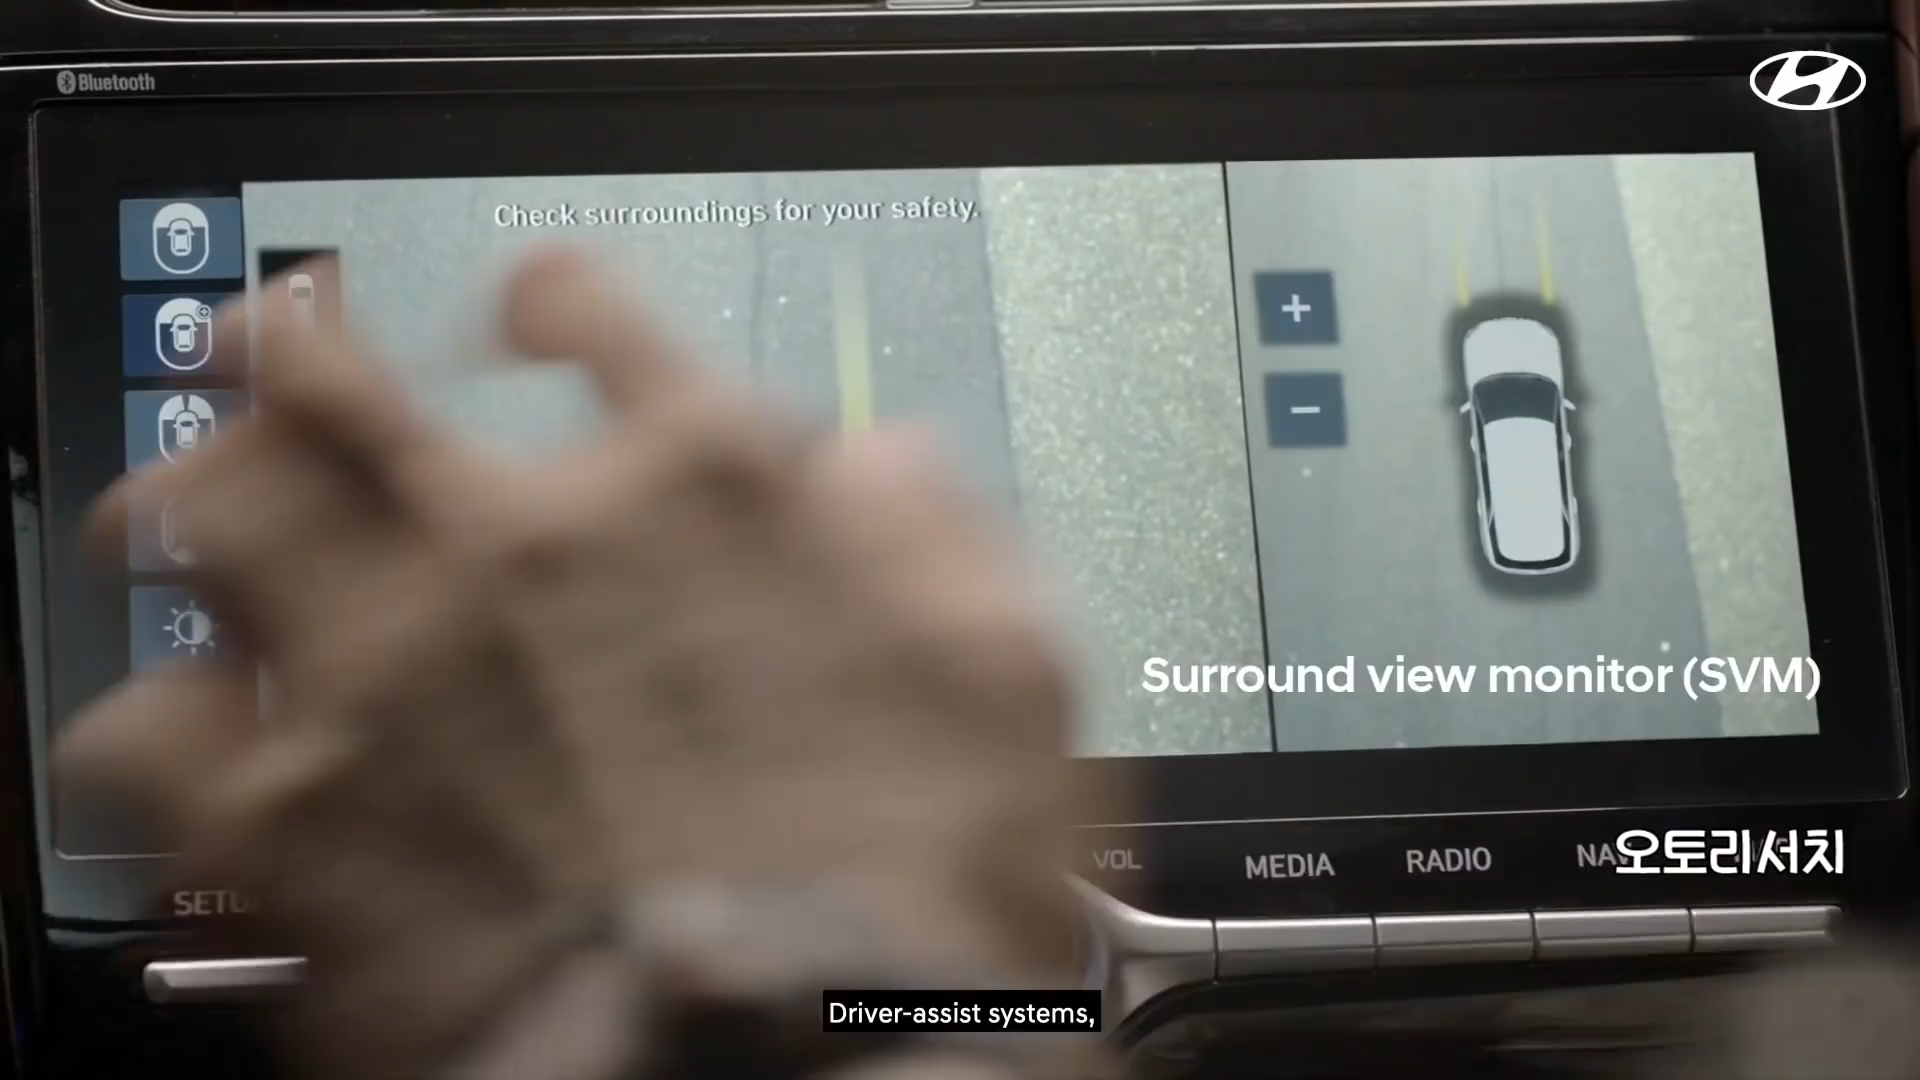 Bluetooth
Check surroundings for your safety.
+
−
Surround view monitor (SVM)
VOL
MEDIA
RADIO
오토리서치
Driver-assist systems,